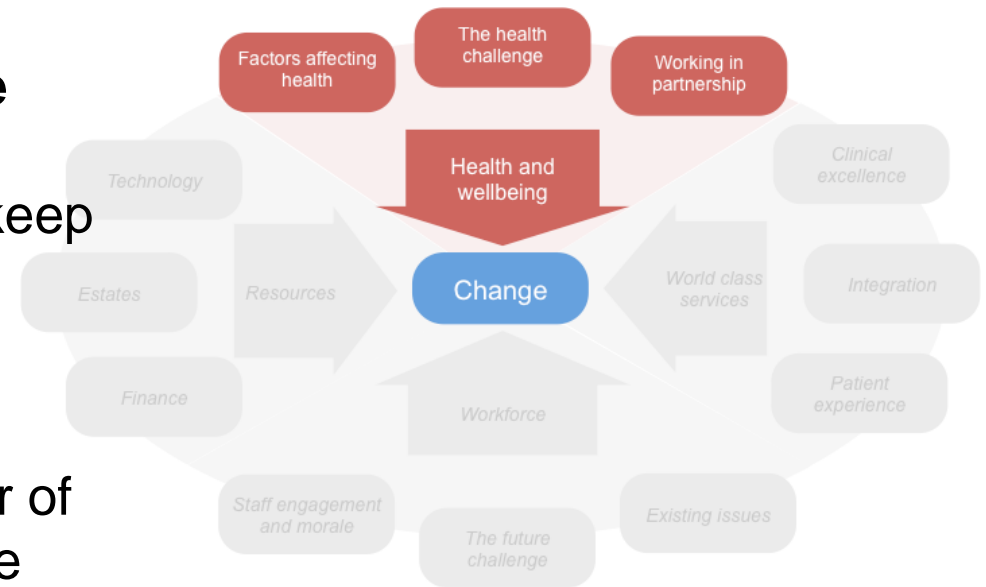 The health
challenge
Factors affecting
health
Working in
partnership
e
Health and
wellbeing
Clinical
excellence
Technology
keep
Change
World class
services
Integration
Estates
Resources
Finance
Patient
experience
Workforce
r of
Staff engagement
and morale
Existing issues
The future
challenge
e